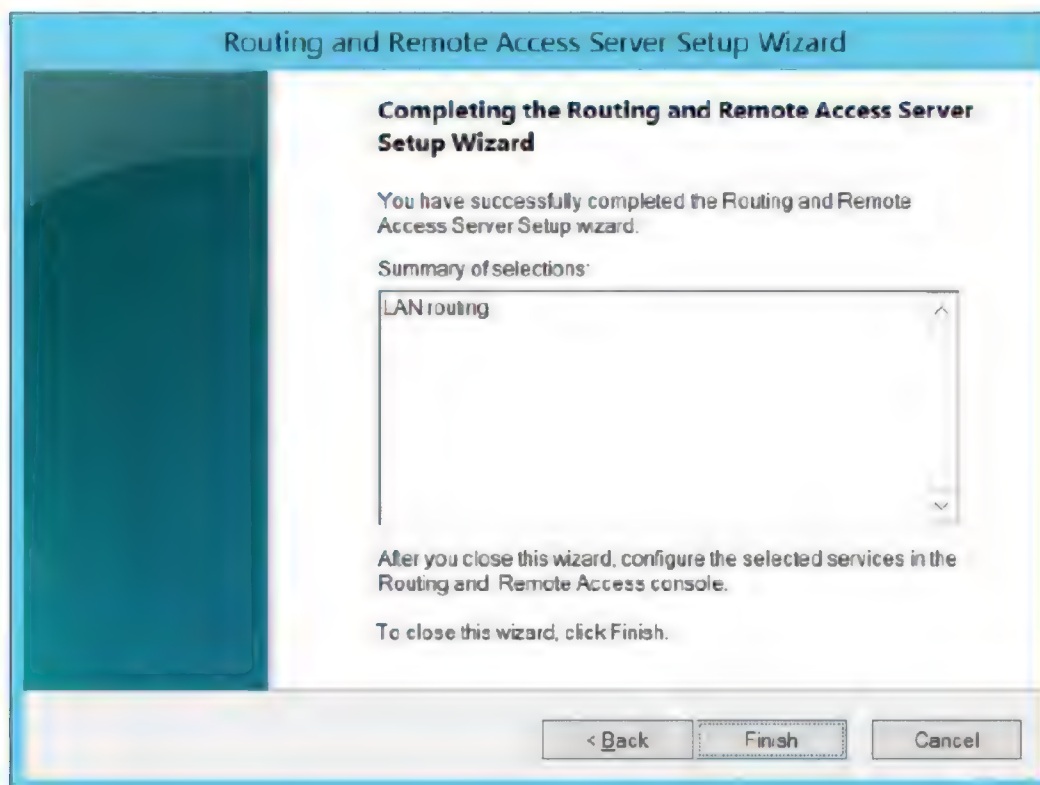 Routing and Remote Access Server Setup Wizard
Completing the Routing and Remote Access Server
Setup Wizard
You have successfully completed the Routing and Remote
Access Server Setup wizard.
Summary of selections:
LAN routing
After you close this wizard, configure the selected services in the
Routing and Remote Access console.
To close this wizard, click Finish.
< Back
Finish
Cancel